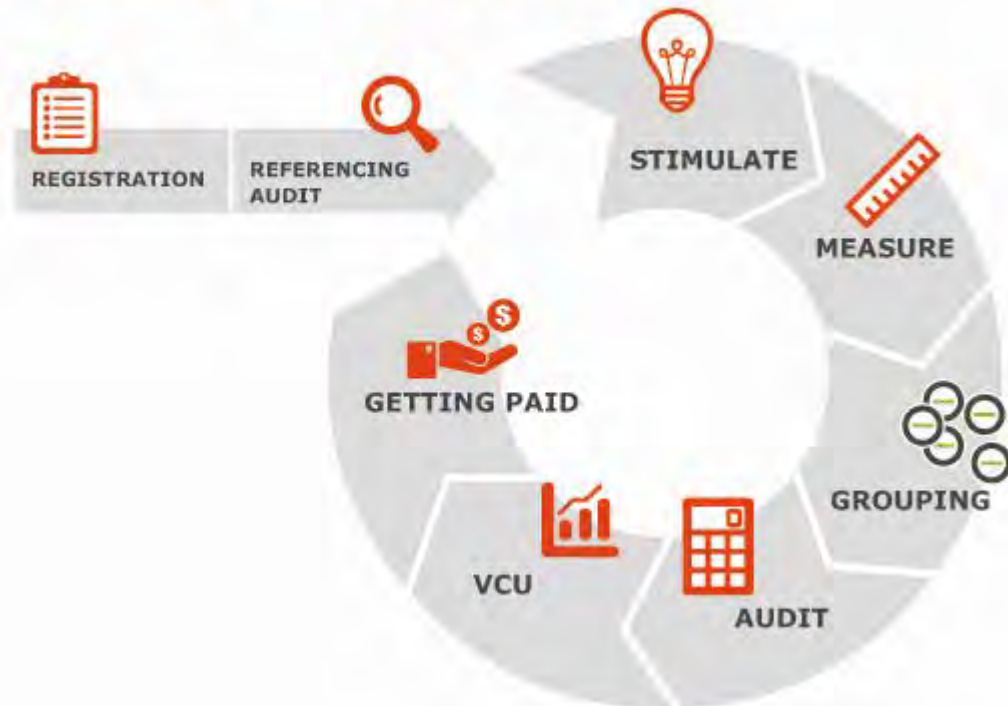 REGISTRATION
REFERENCING
AUDIT
STIMULATE
MEASURE
GROUPING
AUDIT
VCU
GETTING PAID
$
$